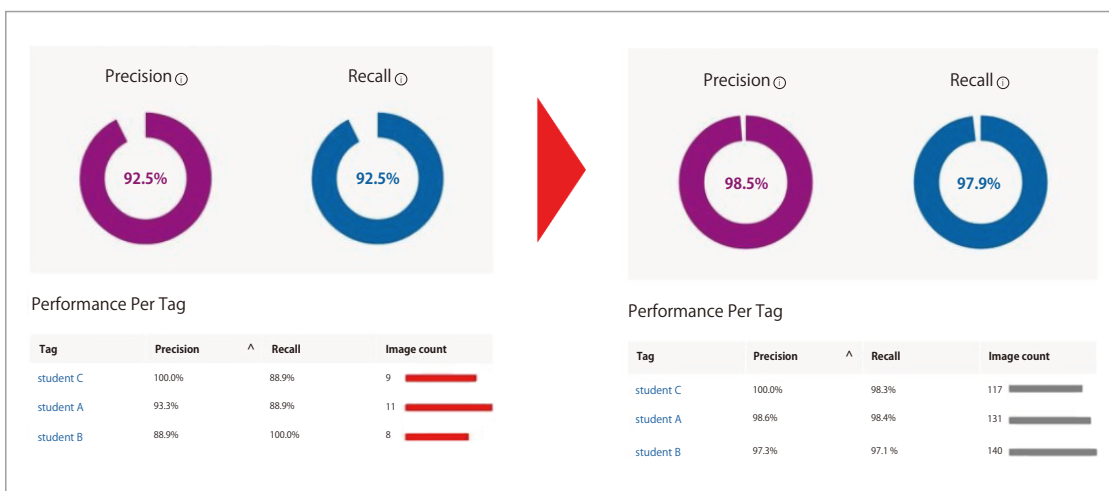 Precision ⓘ
Recall ⓘ
92.5%
92.5%
Performance Per Tag
Tag Precision ^ Recall Image count
student C 100.0% 88.9% 9
student A 93.3% 88.9% 11
student B 88.9% 100.0% 8
Precision ⓘ
Recall ⓘ
98.5%
97.9%
Performance Per Tag
Tag Precision ^ Recall Image count
student C 100.0% 98.3% 117
student A 98.6% 98.4% 131
student B 97.3% 97.1 % 140